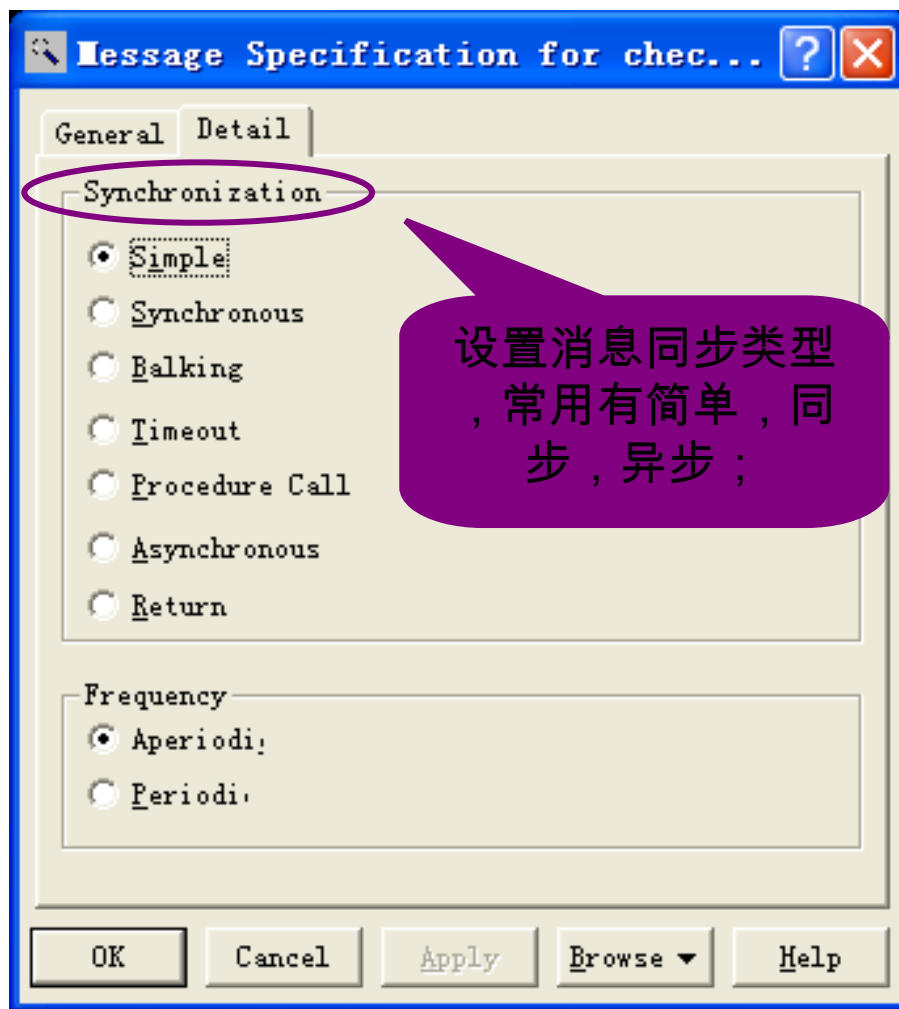 Message Specification for chec...
General Detail
Synchronization
Simple
Synchronous
Balking
Timeout
Procedure Call
Asynchronous
Return
设置消息同步类型
，常用有简单，同
步，异步；
Frequency
Aperiodi
Periodi
OK Cancel Apply Browse Help